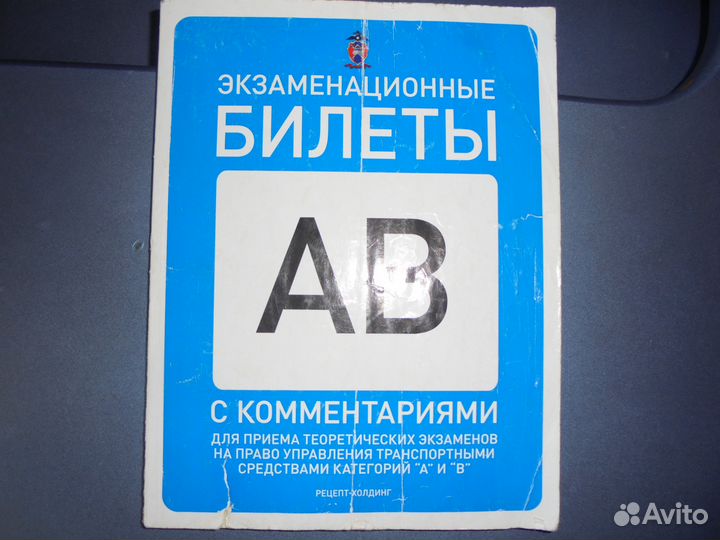 ЭКЗАМЕНАЦИОННЫЕ
БИЛЕТЫ
АВ
С КОММЕНТАРИЯМИ
ДЛЯ ПРИЕМА ТЕОРЕТИЧЕСКИХ ЭКЗАМЕНОВ
НА ПРАВО УПРАВЛЕНИЯ ТРАНСПОРТНЫМИ
СРЕДСТВАМИ КАТЕГОРИЙ "А" И "В"
РЕЦЕПТ-ХОЛДИНГ
Avito